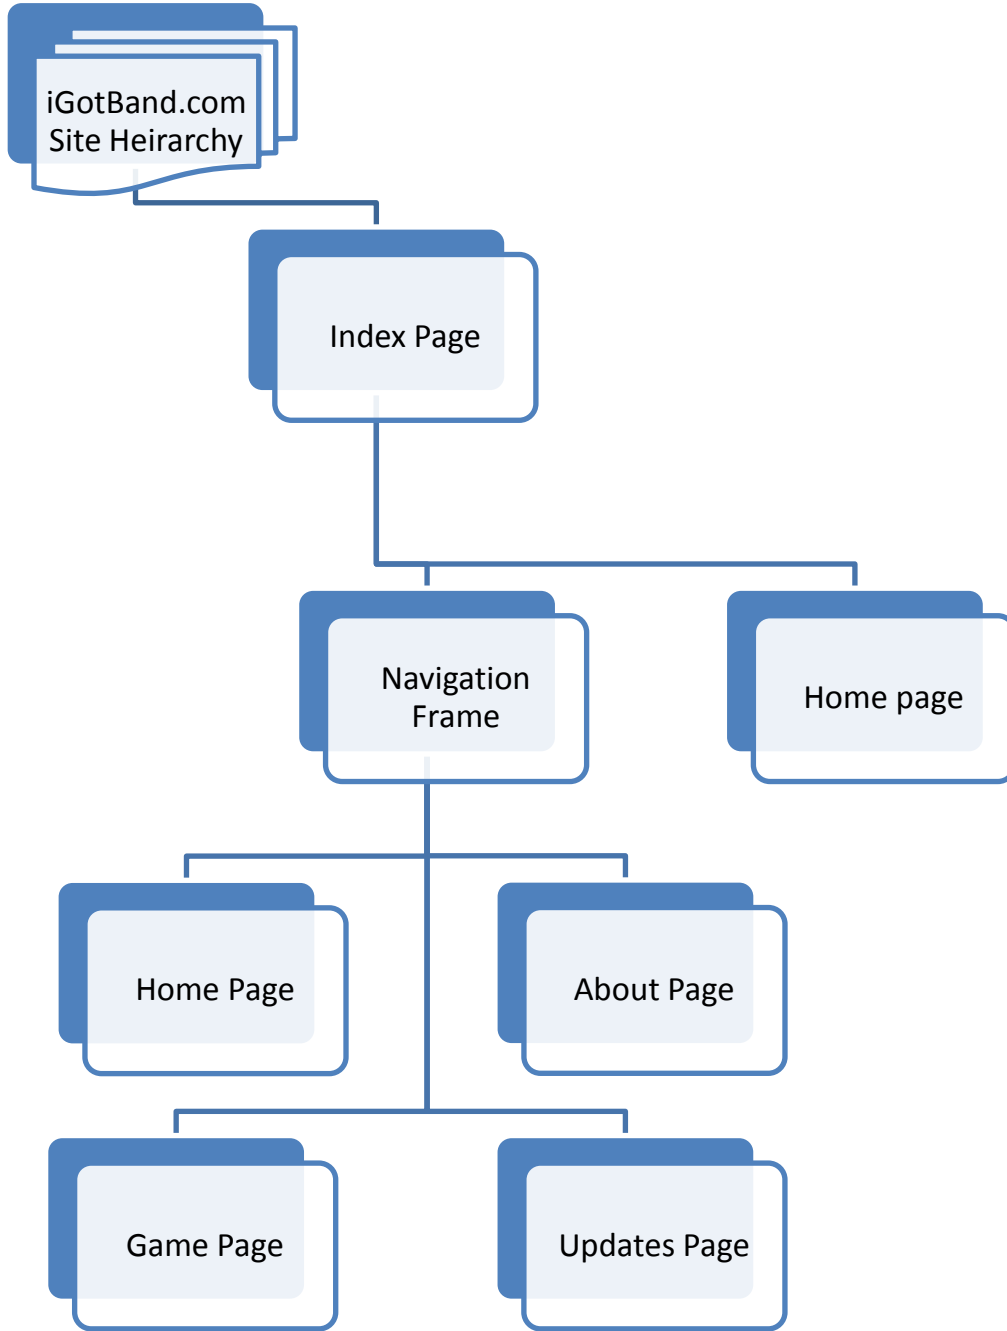 iGotBand.com
Site Heirarchy
Index Page
Navigation
Frame
Home page
Home Page
About Page
Game Page
Updates Page